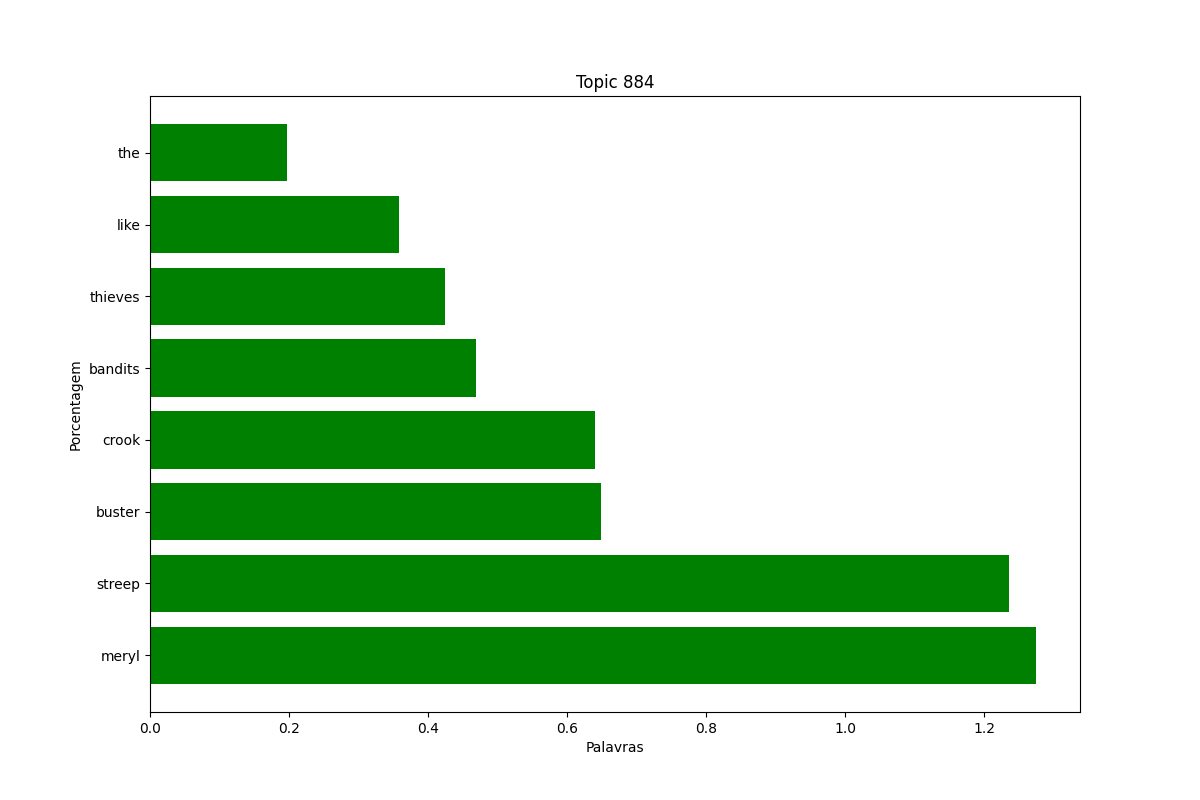 Topic 884
the
like
thieves
bandits
crook
buster
streep
meryl
Porcentagem
0.0 0.2 0.4 0.6 0.8 1.0 1.2
Palavras